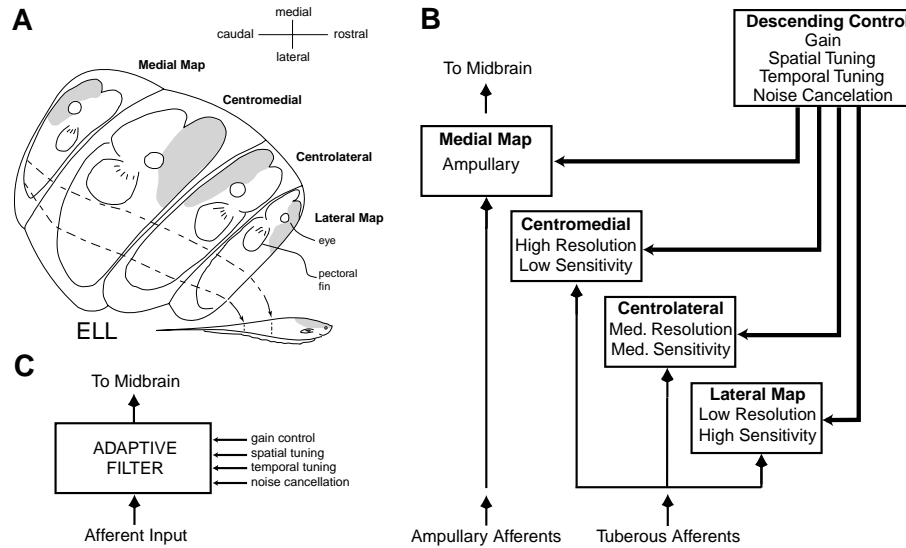 A
medial
caudal
rostral
lateral
Medial Map
Centromedial
Centrolateral
Lateral Map
eye
pectoral
fin
ELL
B
Descending Control
Gain
Spatial Tuning
Temporal Tuning
Noise Cancelation
To Midbrain
Medial Map
Ampullary
Centromedial
High Resolution
Low Sensitivity
Centrolateral
Med. Resolution
Med. Sensitivity
Lateral Map
Low Resolution
High Sensitivity
Ampullary Afferents
Tuberous Afferents
C
To Midbrain
ADAPTIVE
FILTER
gain control
spatial tuning
temporal tuning
noise cancellation
Afferent Input